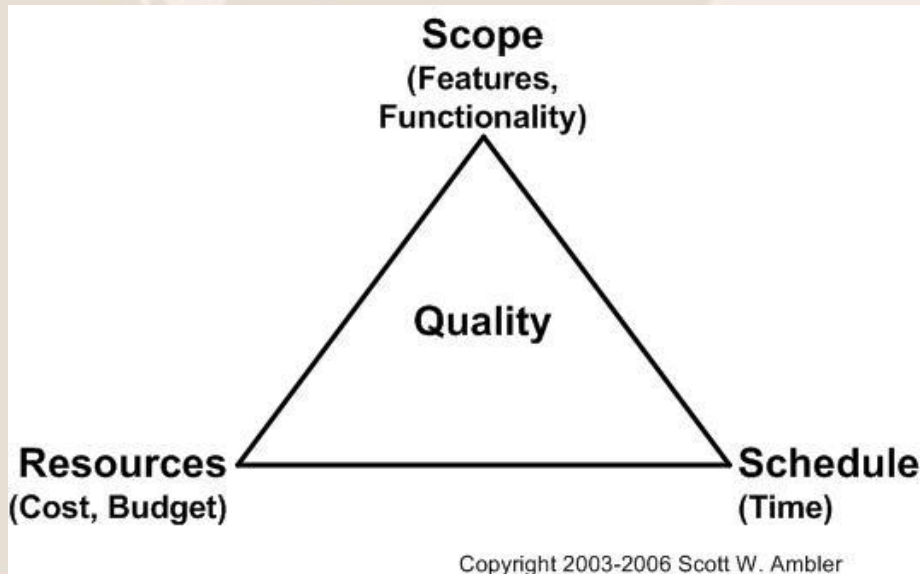 Scope
(Features,
Functionality)
Quality
Resources
(Cost, Budget)
Schedule
(Time)
Copyright 2003-2006 Scott W. Ambler